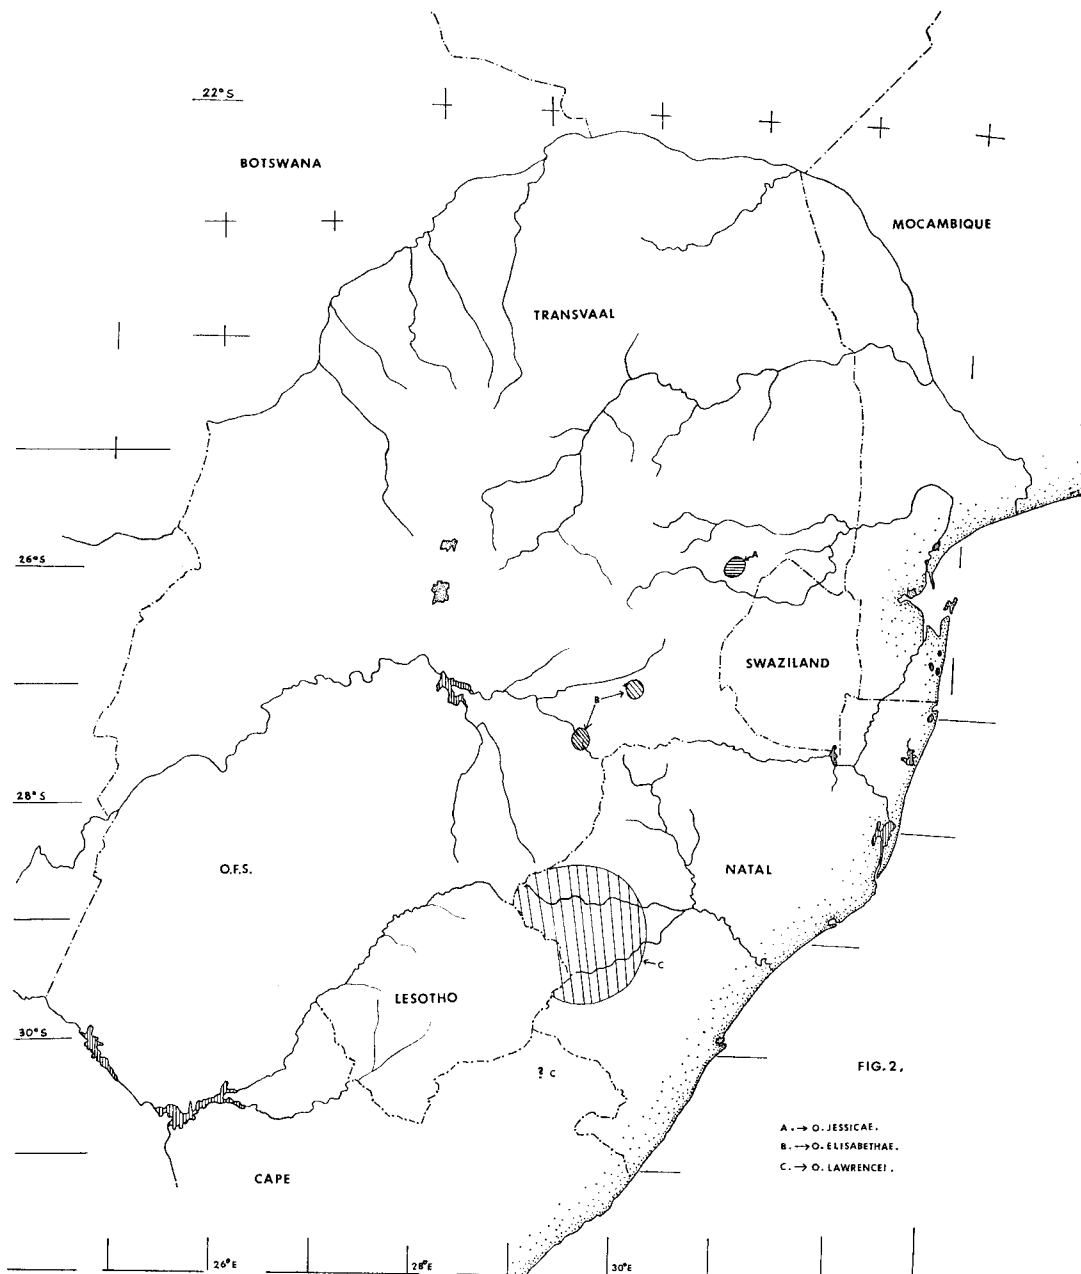 22°S
BOTSWANA
MOCAMBIQUE
TRANSVAAL
26°S
A
SWAZILAND
B
28°S
O.F.S.
NATAL
C
LESOTHO
30°S
? C
FIG.2,
A.→O.JESSICAE.
B.→O.ELISABETHAE.
C.→O.LAWRENCEI.
CAPE
26°E
28°E
30°E